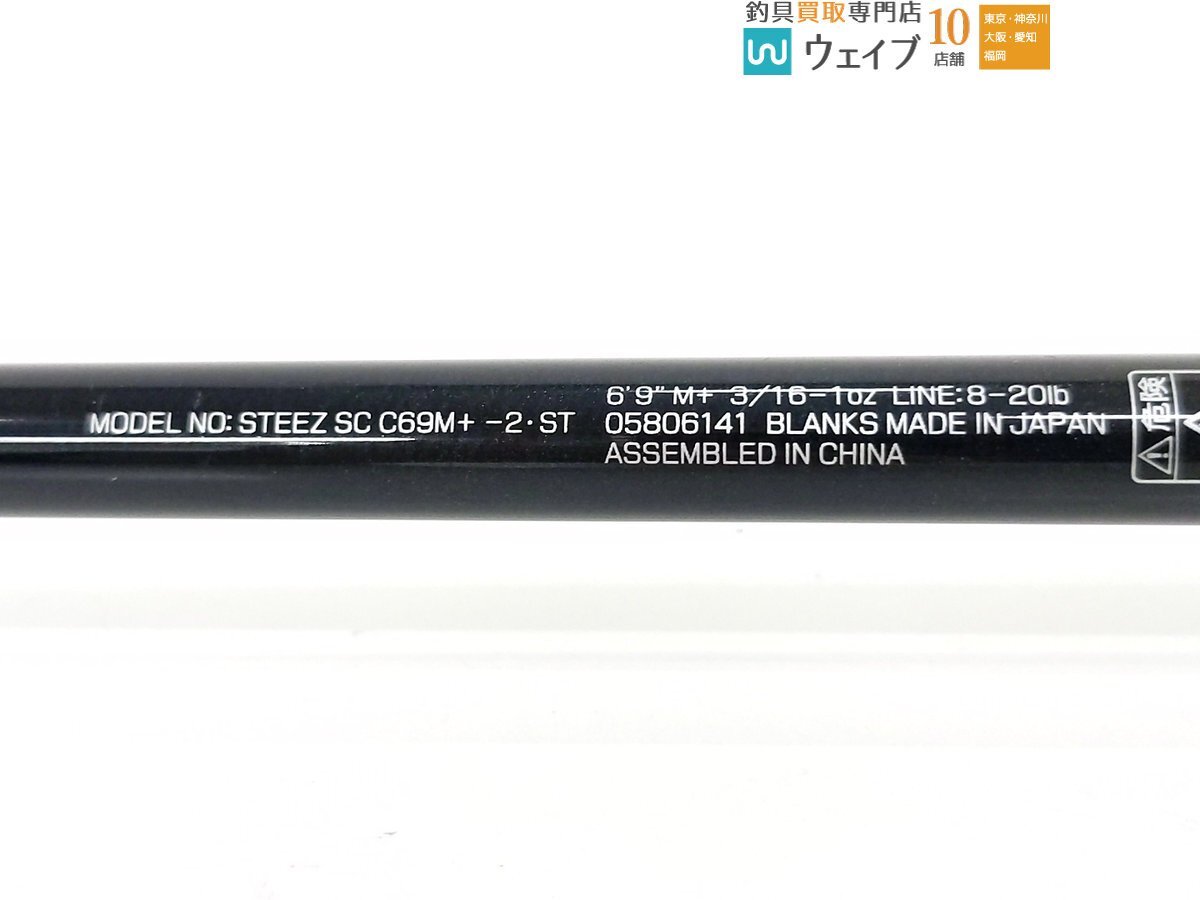 釣具買取専門店
ウェイブ
10
店舗
東京・神奈川
大阪・愛知
福岡
6'9" M+ 3/16-1oz LINE:8-20lb
MODEL NO: STEEZ SC C69M+ -2・ST
05806141 BLANKS MADE IN JAPAN
ASSEMBLED IN CHINA
危険